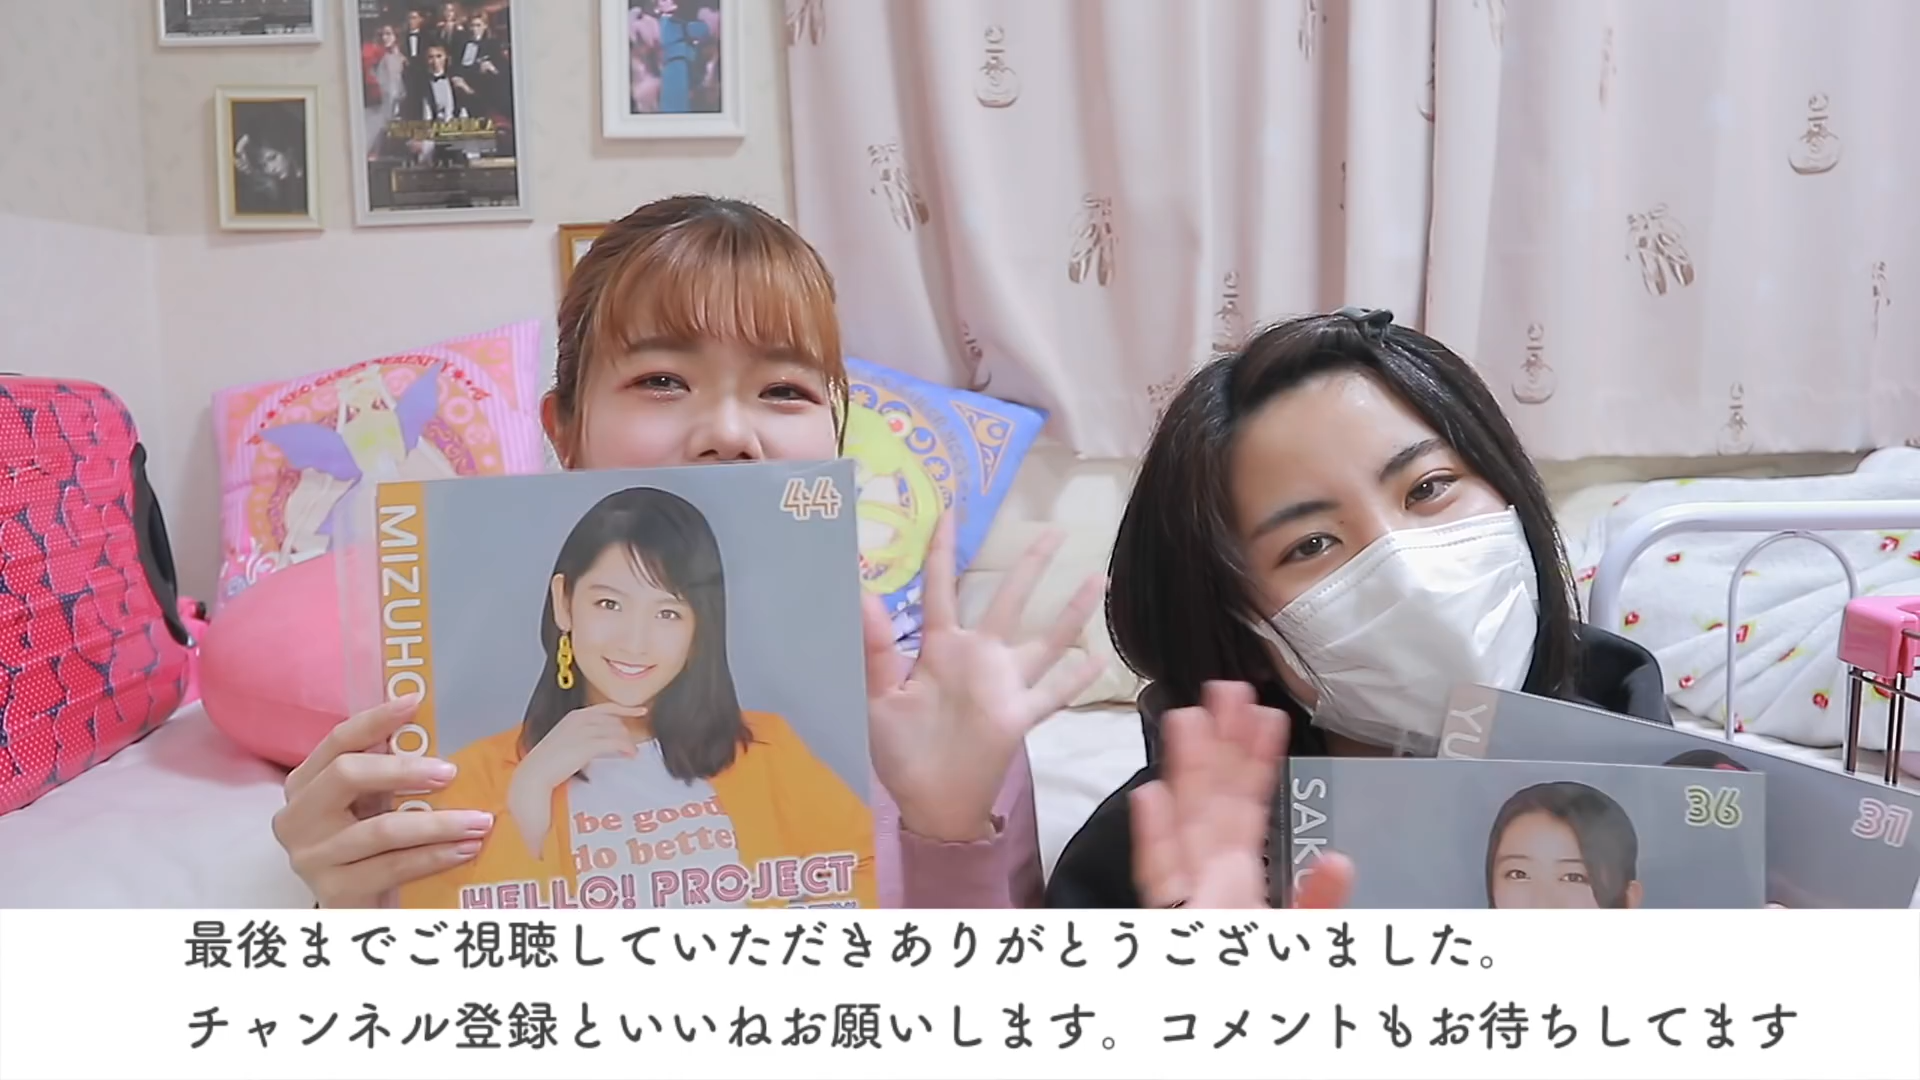 AMERICA
44
MIZUHO O
be good
do better
HELLO! PROJECT
YU
37
SAKU
36
最後までご視聴していただきありがとうございました。
チャンネル登録といいねお願いします。コメントもお待ちしてます